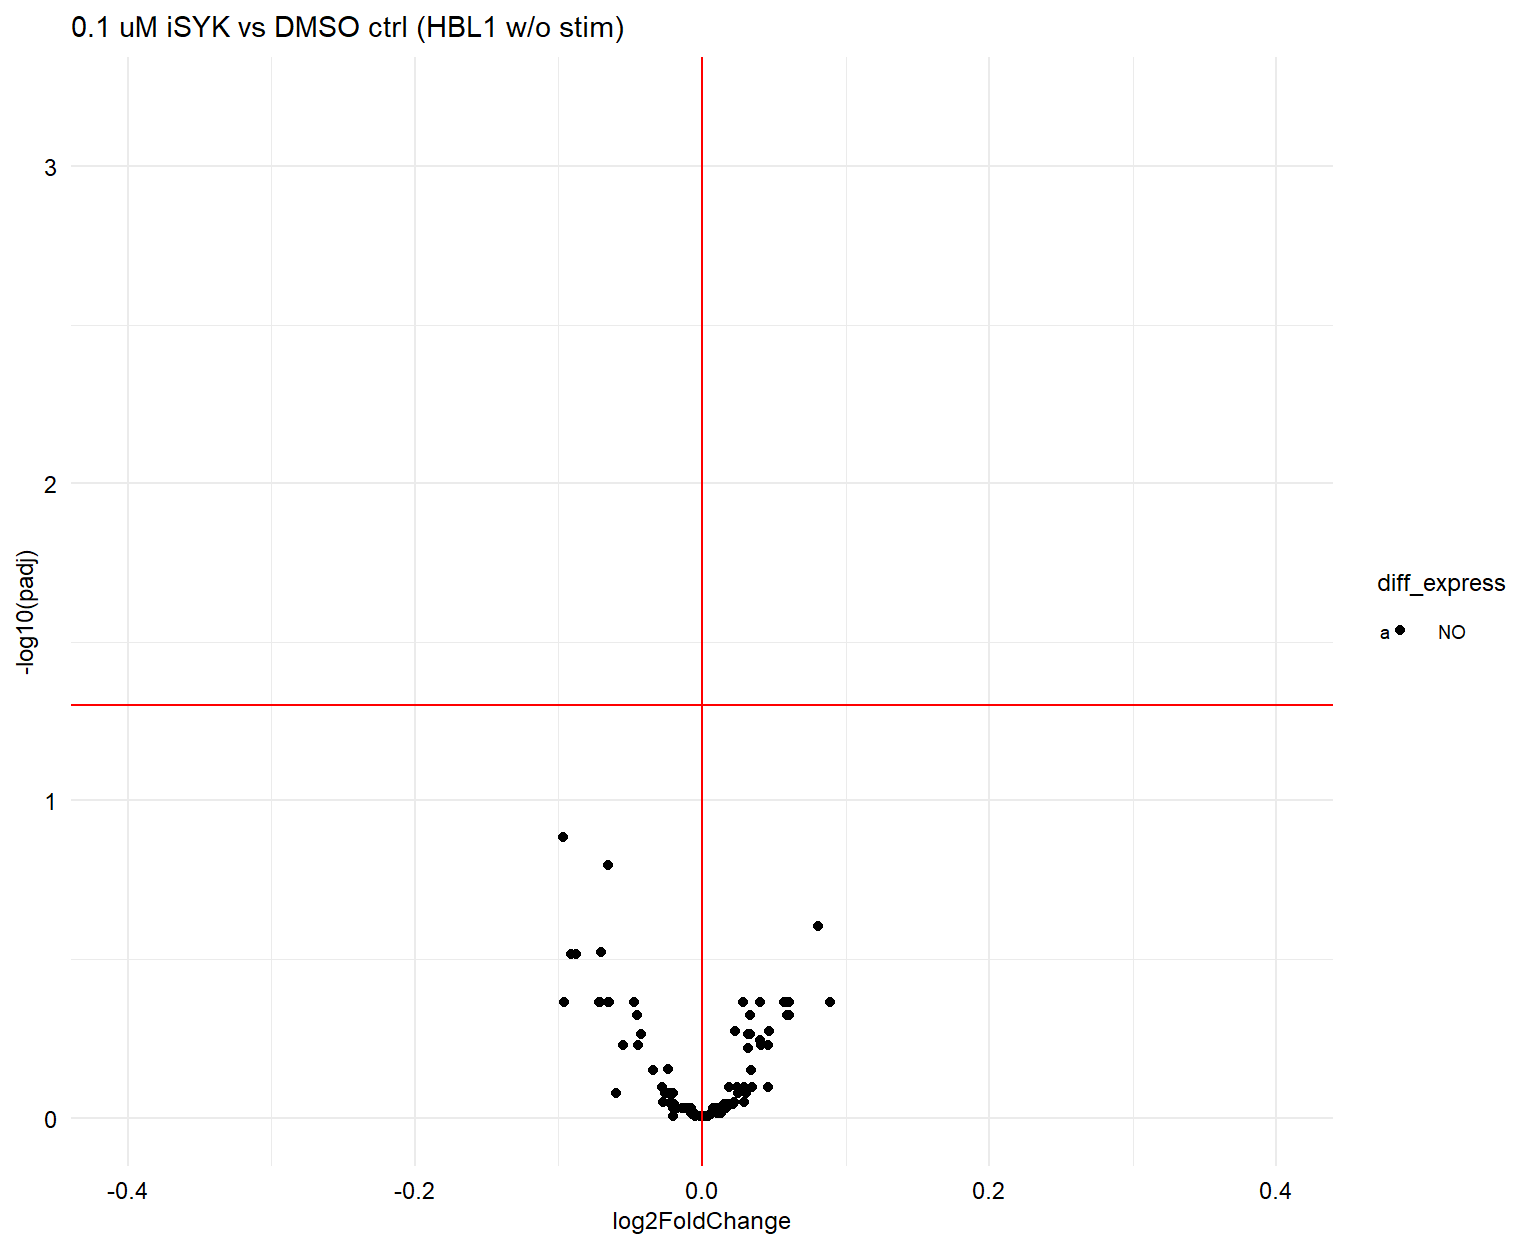 0.1 uM iSYK vs DMSO ctrl (HBL1 w/o stim)
3
2
1
0
-log10(padj)
-0.4 -0.2 0.0 0.2 0.4
log2FoldChange
diff_express
a NO